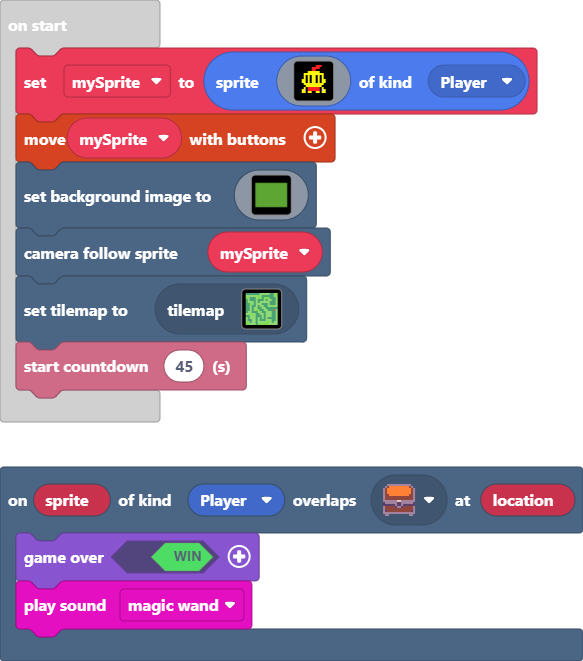 on start
set mySprite to sprite of kind Player
move mySprite with buttons
set background image to
camera follow sprite mySprite
set tilemap to tilemap
start countdown 45 (s)
on sprite of kind Player overlaps at location
game over WIN
play sound magic wand